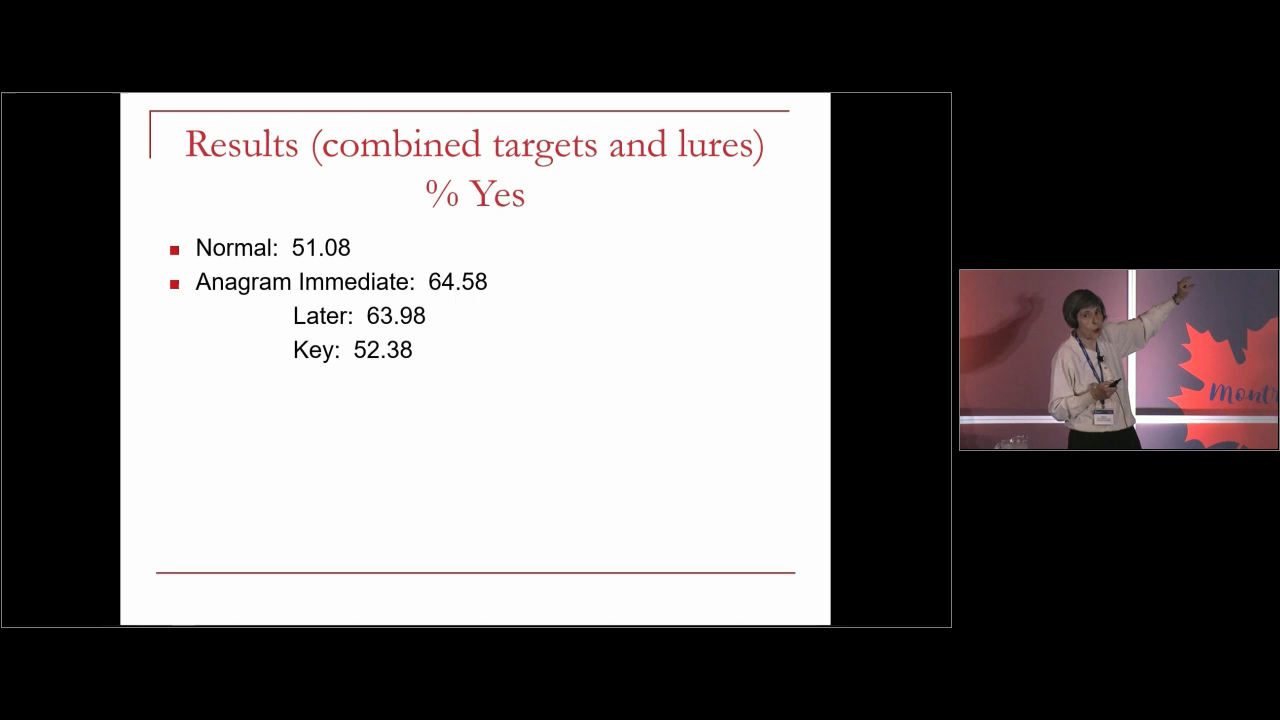 Results (combined targets and lures)
% Yes
Normal: 51.08
Anagram Immediate: 64.58
Later: 63.98
Key: 52.38